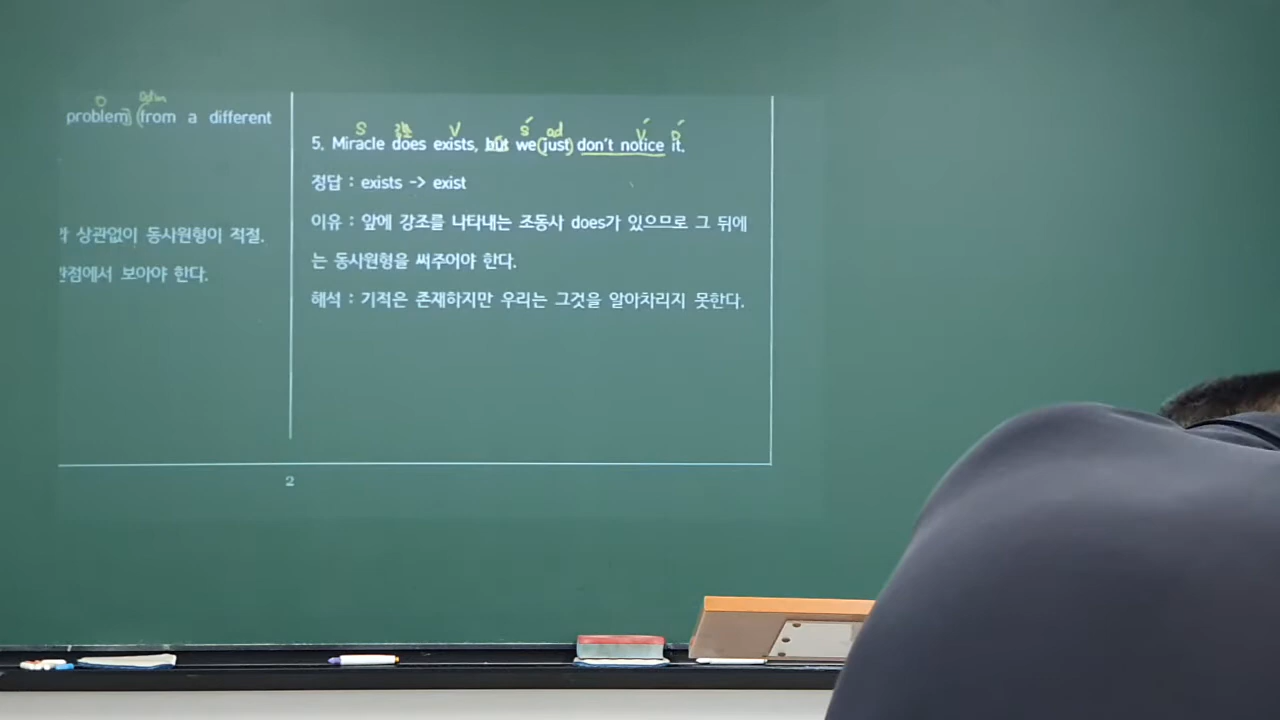 O adm
problem) (from a different
상관없이 동사원형이 적절.
관점에서 보아야 한다.
S 강조 V S´ ad V´ O´
5. Miracle does exists, but we (just) don't notice it.
정답 : exists -> exist
이유 : 앞에 강조를 나타내는 조동사 does가 있으므로 그 뒤에
는 동사원형을 써주어야 한다.
해석 : 기적은 존재하지만 우리는 그것을 알아차리지 못한다.
2